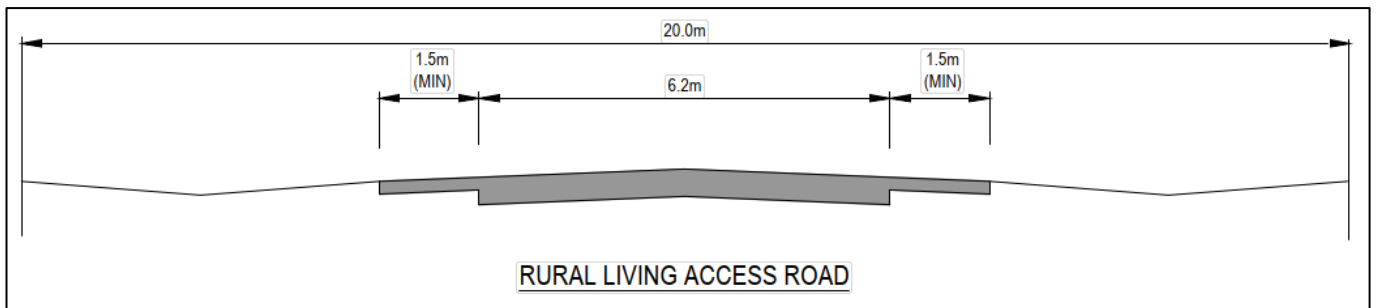 20.0m
1.5m
(MIN)
6.2m
1.5m
(MIN)
RURAL LIVING ACCESS ROAD